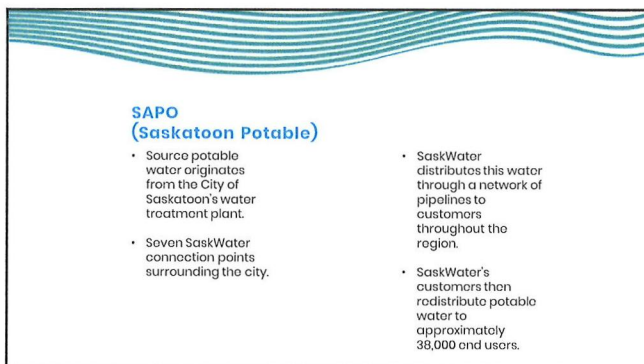 SAPO
(Saskatoon Potable)
• Source potable
water originates
from the City of
Saskatoon's water
treatment plant.
• Seven SaskWater
connection points
surrounding the city.
• SaskWater
distributes this water
through a network of
pipelines to
customers
throughout the
region.
• SaskWater's
customers then
redistribute potable
water to
approximately
38,000 end users.